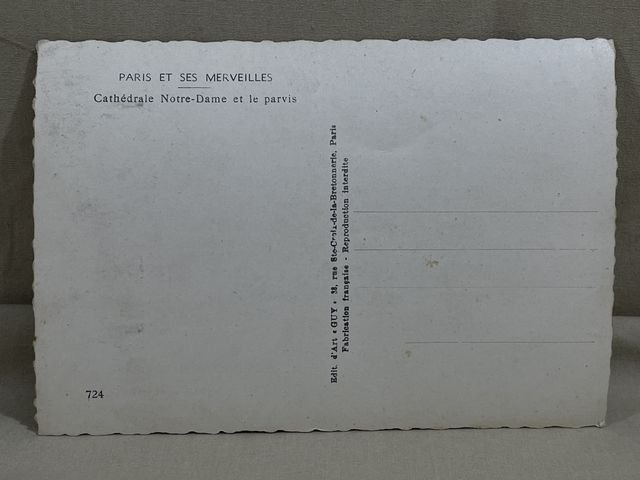 PARIS ET SES MERVEILLES
Cathédrale Notre-Dame et le parvis
Edit. d'Art « GUY » 38, rue Ste-Croix-de-la-Bretonnerie, Paris
Fabrication française - Reproduction interdite
724